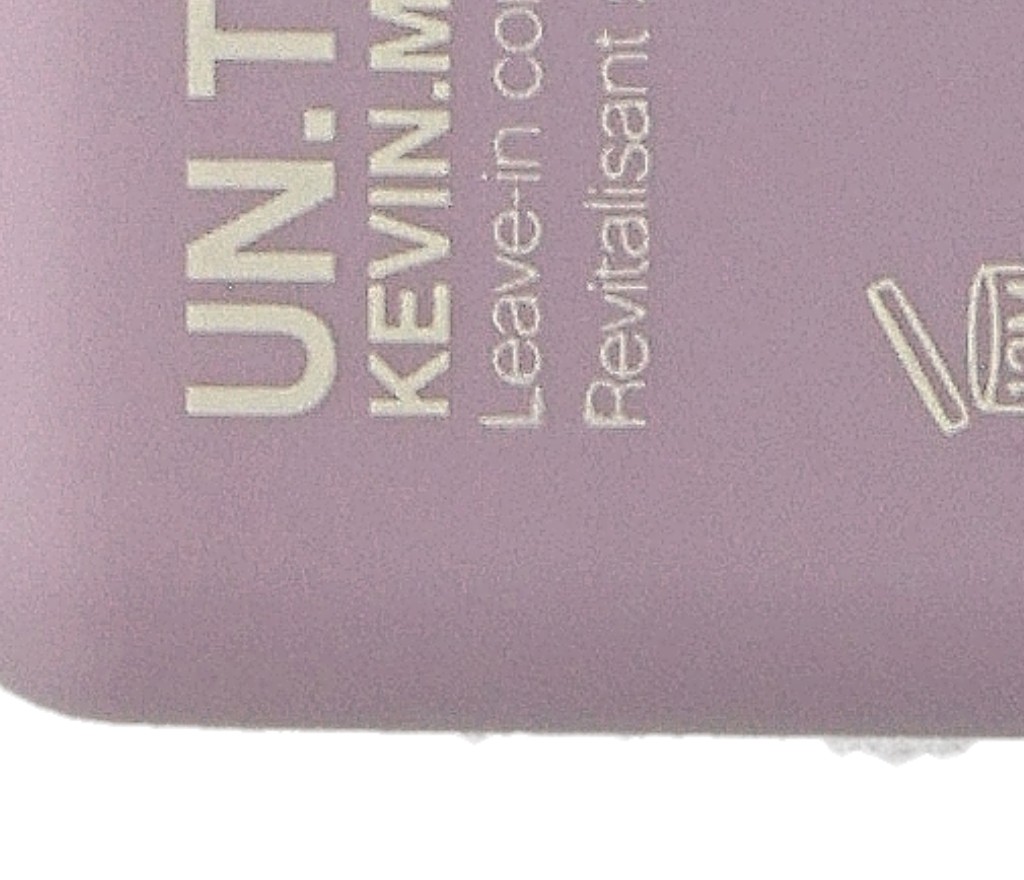 UN.T
KEVIN.M
Leave-in co
Revitalisant